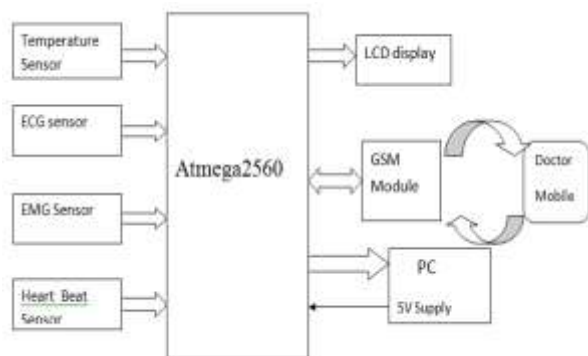 Temperature
Sensor
ECG sensor
EMG Sensor
Heart Beat
Sensor
Atmega2560
LCD display
GSM
Module
Doctor
Mobile
PC
5V Supply